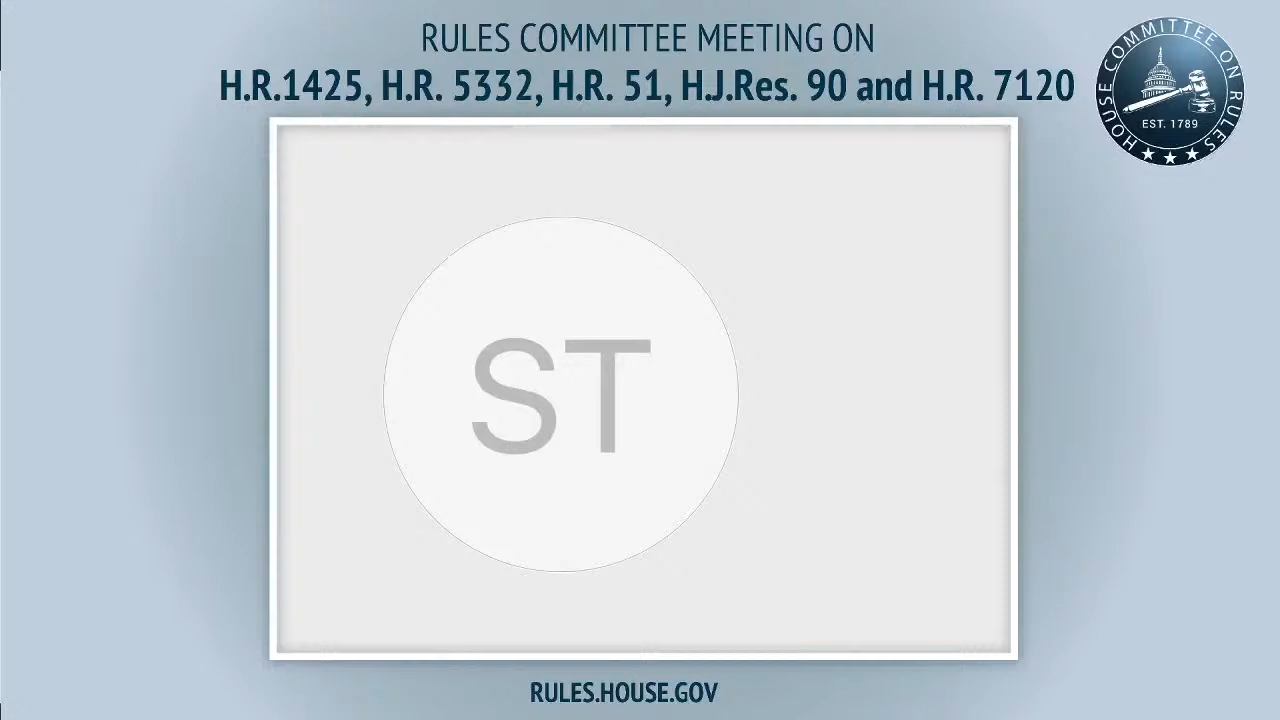 RULES COMMITTEE MEETING ON
H.R.1425, H.R. 5332, H.R. 51, H.J.Res. 90 and H.R. 7120
HOUSE COMMITTEE ON RULES
EST. 1789
ST
RULES.HOUSE.GOV